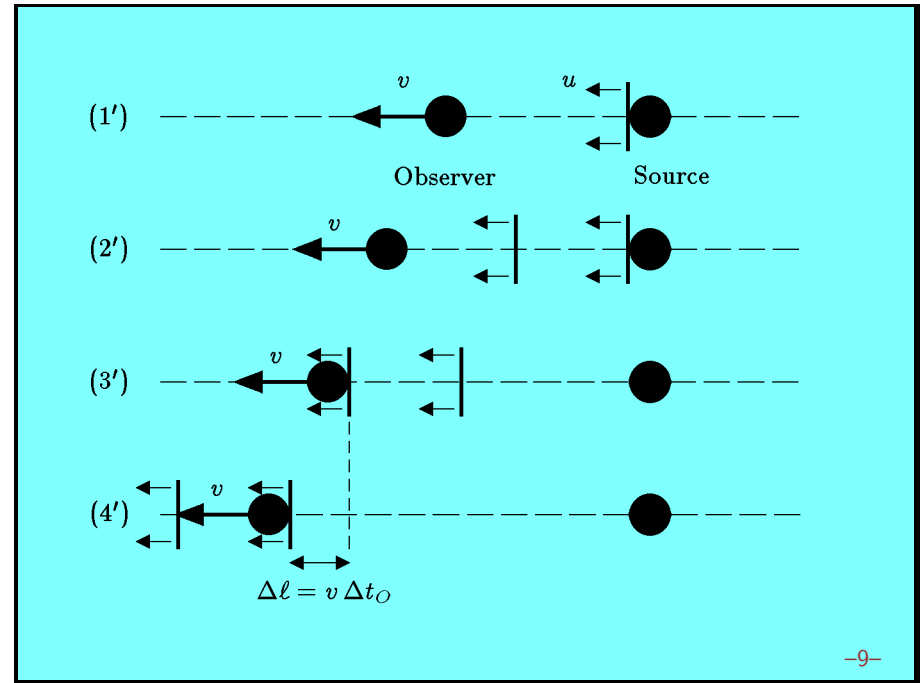 v u
(1′)
Observer Source
v
(2′)
v
(3′)
v
(4′)
Δℓ = v Δt_O
–9–